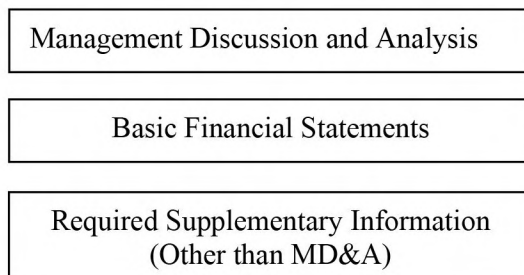 Management Discussion and Analysis
Basic Financial Statements
Required Supplementary Information
(Other than MD&A)